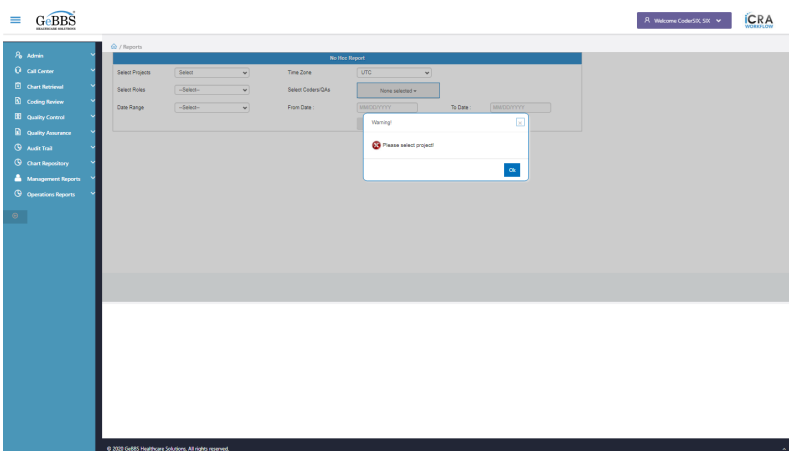 GeBBS
HEALTHCARE SOLUTIONS
Welcome CoderSIX, SIX
iCRA
WORKFLOW
/ Reports
Admin
Call Center
Chart Retrieval
Coding Review
Quality Control
Quality Assurance
Audit Trail
Chart Repository
Management Reports
Operations Reports
No Hoc Report
Select Projects Select Time Zone UTC
Select Roles --Select-- Select Coders/QAs None selected
Date Range --Select-- From Date : MM/DD/YYYY To Date : MM/DD/YYYY
Warning!
x
Please select project!
Ok
© 2020 GeBBS Healthcare Solutions. All rights reserved.